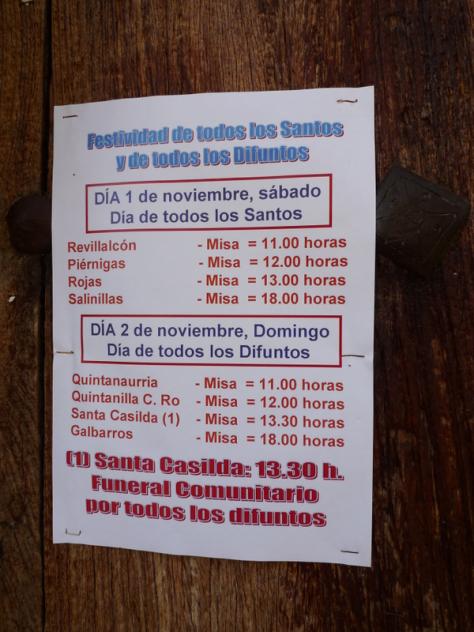 Festividad de todos los Santos
y de todos los Difuntos
DÍA 1 de noviembre, sábado
Día de todos los Santos
Revillalcón - Misa = 11.00 horas
Piérnigas - Misa = 12.00 horas
Rojas - Misa = 13.00 horas
Salinillas - Misa = 18.00 horas
DÍA 2 de noviembre, Domingo
Día de todos los Difuntos
Quintanaurria - Misa = 11.00 horas
Quintanilla C. Ro - Misa = 12.00 horas
Santa Casilda (1) - Misa = 13.30 horas
Galbarros - Misa = 18.00 horas
(1) Santa Casilda: 13.30 h.
Funeral Comunitario
por todos los difuntos